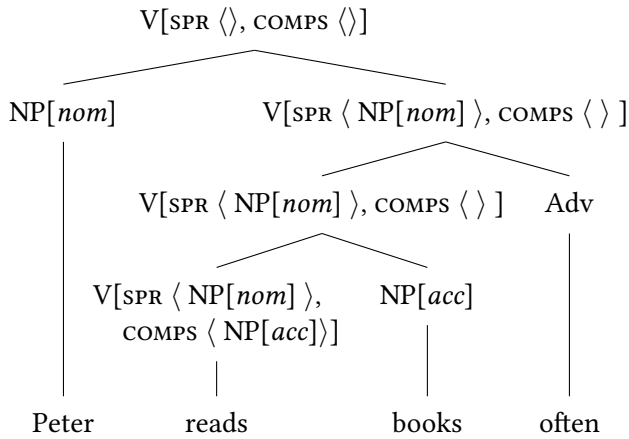 V[SPR ⟨⟩, COMPS ⟨⟩]
NP[nom] V[SPR ⟨ NP[nom] ⟩, COMPS ⟨ ⟩ ]
V[SPR ⟨ NP[nom] ⟩, COMPS ⟨ ⟩ ] Adv
V[SPR ⟨ NP[nom] ⟩, NP[acc]
COMPS ⟨ NP[acc]⟩]
Peter reads books often